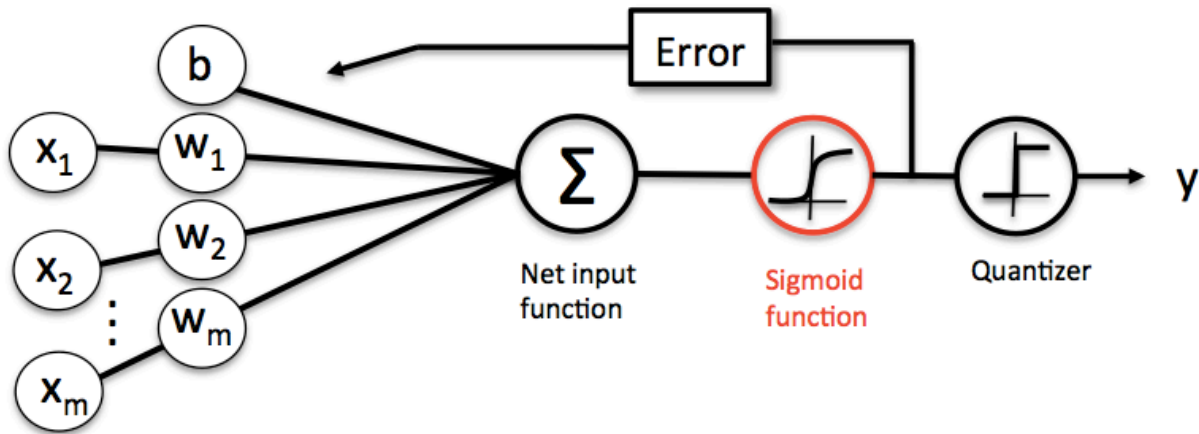 Error
b
x1
w1
Σ
y
x2
w2
⋮
wm
xm
Net input
function
Sigmoid
function
Quantizer